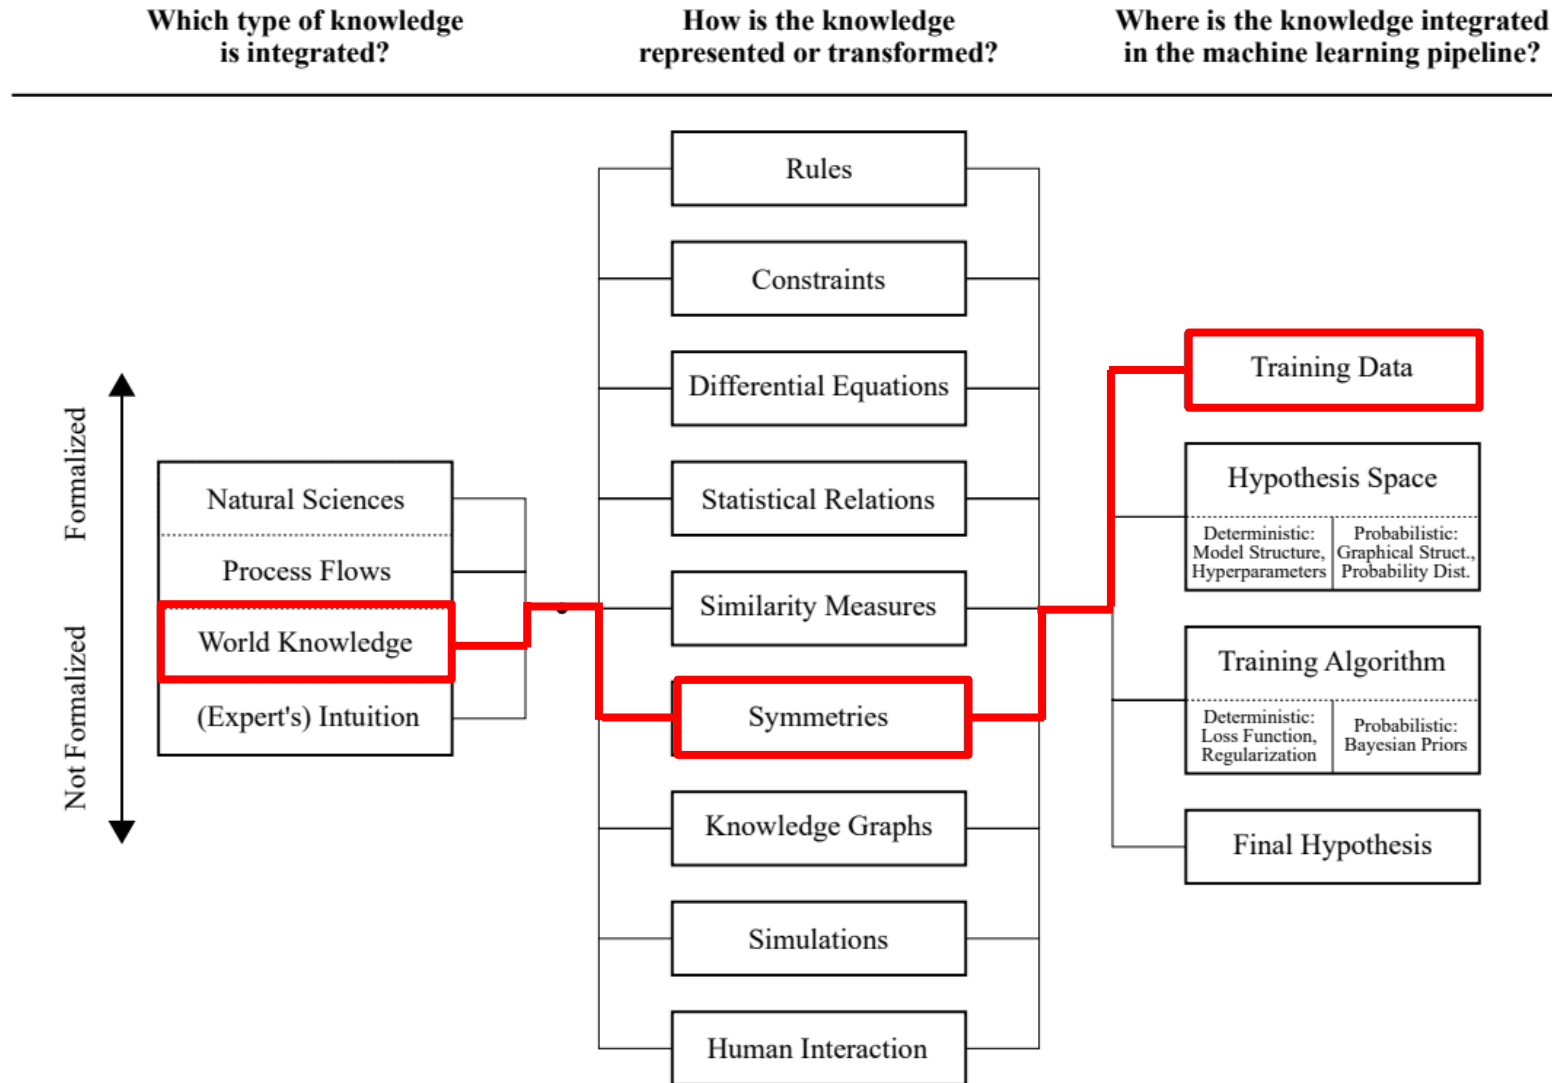 Which type of knowledge
is integrated?
How is the knowledge
represented or transformed?
Where is the knowledge integrated
in the machine learning pipeline?
Formalized
Not Formalized
Natural Sciences
Process Flows
World Knowledge
(Expert's) Intuition
Rules
Constraints
Differential Equations
Statistical Relations
Similarity Measures
Symmetries
Knowledge Graphs
Simulations
Human Interaction
Training Data
Hypothesis Space
Deterministic:
Model Structure,
Hyperparameters
Probabilistic:
Graphical Struct.,
Probability Dist.
Training Algorithm
Deterministic:
Loss Function,
Regularization
Probabilistic:
Bayesian Priors
Final Hypothesis